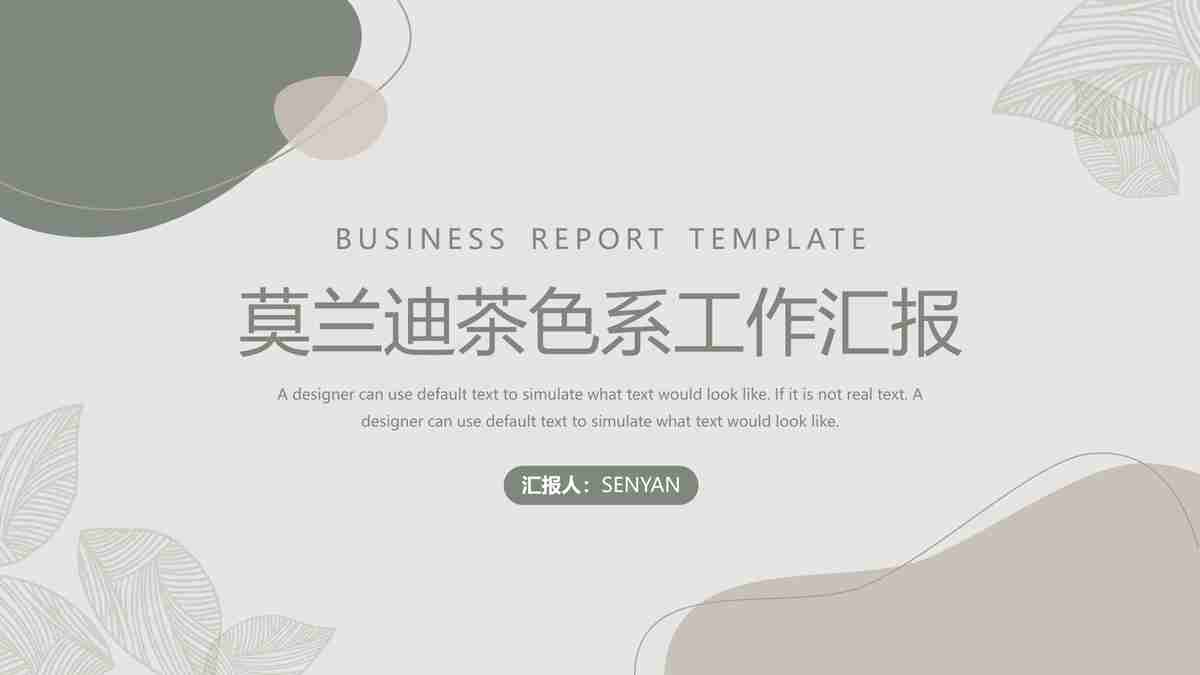 BUSINESS REPORT TEMPLATE
莫兰迪茶色系工作汇报
A designer can use default text to simulate what text would look like. If it is not real text. A
designer can use default text to simulate what text would look like.
汇报人：SENYAN